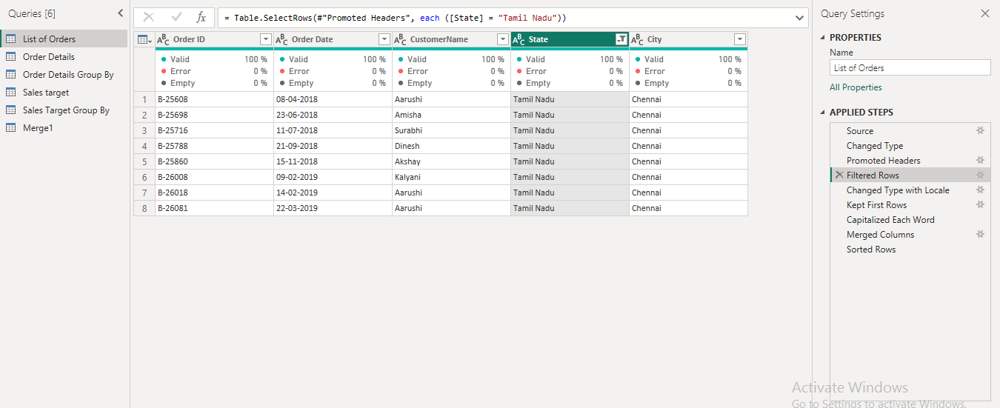 Queries [6]
List of Orders
Order Details
Order Details Group By
Sales target
Sales Target Group By
Merge1
fx
= Table.SelectRows(#"Promoted Headers", each ([State] = "Tamil Nadu"))
ABC Order ID ABC Order Date ABC CustomerName ABC State ABC City
Valid 100 % Valid 100 % Valid 100 % Valid 100 % Valid 100 %
Error 0 % Error 0 % Error 0 % Error 0 % Error 0 %
Empty 0 % Empty 0 % Empty 0 % Empty 0 % Empty 0 %
1 B-25608 08-04-2018 Aarushi Tamil Nadu Chennai
2 B-25698 23-06-2018 Amisha Tamil Nadu Chennai
3 B-25716 11-07-2018 Surabhi Tamil Nadu Chennai
4 B-25788 21-09-2018 Dinesh Tamil Nadu Chennai
5 B-25860 15-11-2018 Akshay Tamil Nadu Chennai
6 B-26008 09-02-2019 Kalyani Tamil Nadu Chennai
7 B-26018 14-02-2019 Aarushi Tamil Nadu Chennai
8 B-26081 22-03-2019 Aarushi Tamil Nadu Chennai
Query Settings
PROPERTIES
Name
List of Orders
All Properties
APPLIED STEPS
Source
Changed Type
Promoted Headers
Filtered Rows
Changed Type with Locale
Kept First Rows
Capitalized Each Word
Merged Columns
Sorted Rows
Activate Windows
Go to Settings to activate Windows.